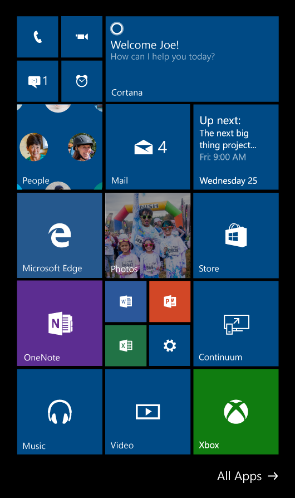 Welcome Joe!
How can I help you today?
1
Cortana
People
4
Mail
Up next:
The next big
thing project...
Fri: 9:00 AM
Wednesday 25
Microsoft Edge
Photos
Store
N
OneNote
W
P
X
Continuum
Music
Video
Xbox
All Apps →